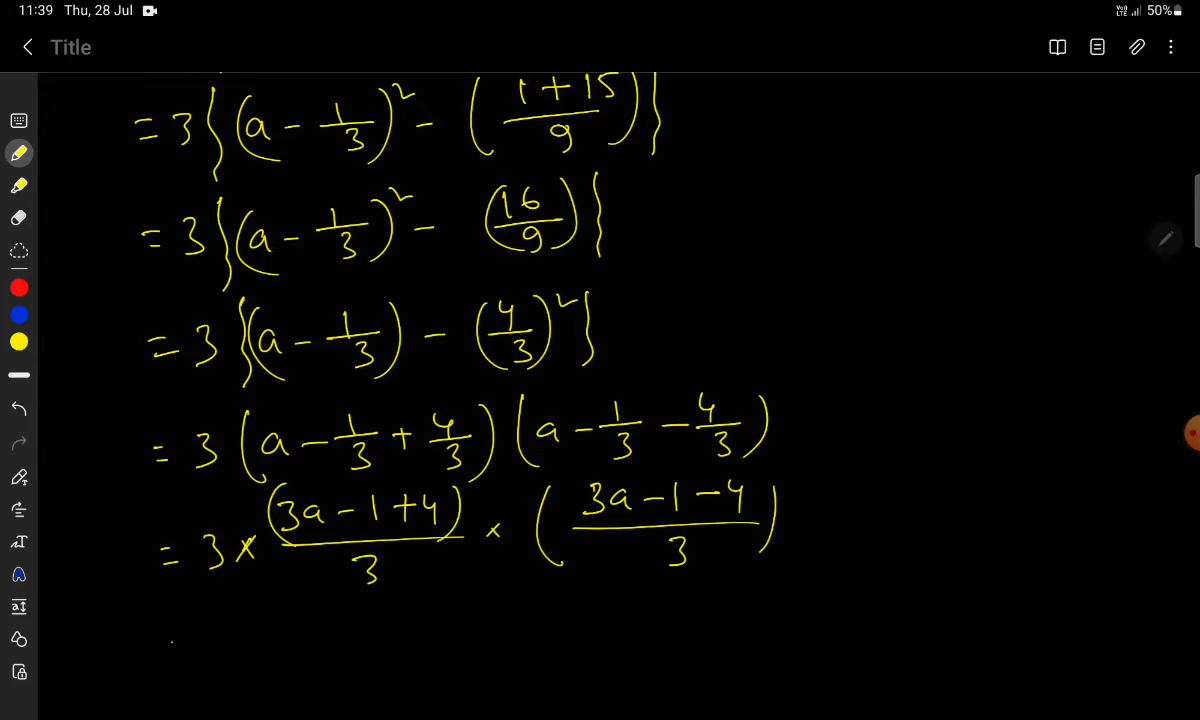 11:39 Thu, 28 Jul
50%
Title
= 3 { (a - 1/3)² - (1+15/9) }
= 3 { (a - 1/3)² - (16/9) }
= 3 { (a - 1/3) - (4/3)² }
= 3 (a - 1/3 + 4/3) (a - 1/3 - 4/3)
= 3 × (3a - 1 + 4)/3 × (3a - 1 - 4/3)